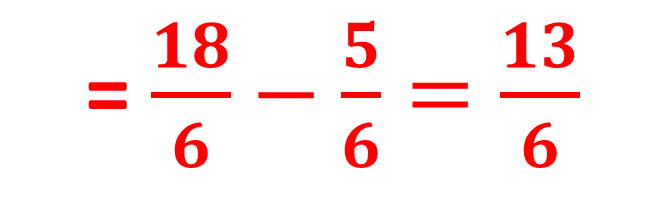 = 18/6 − 5/6 = 13/6